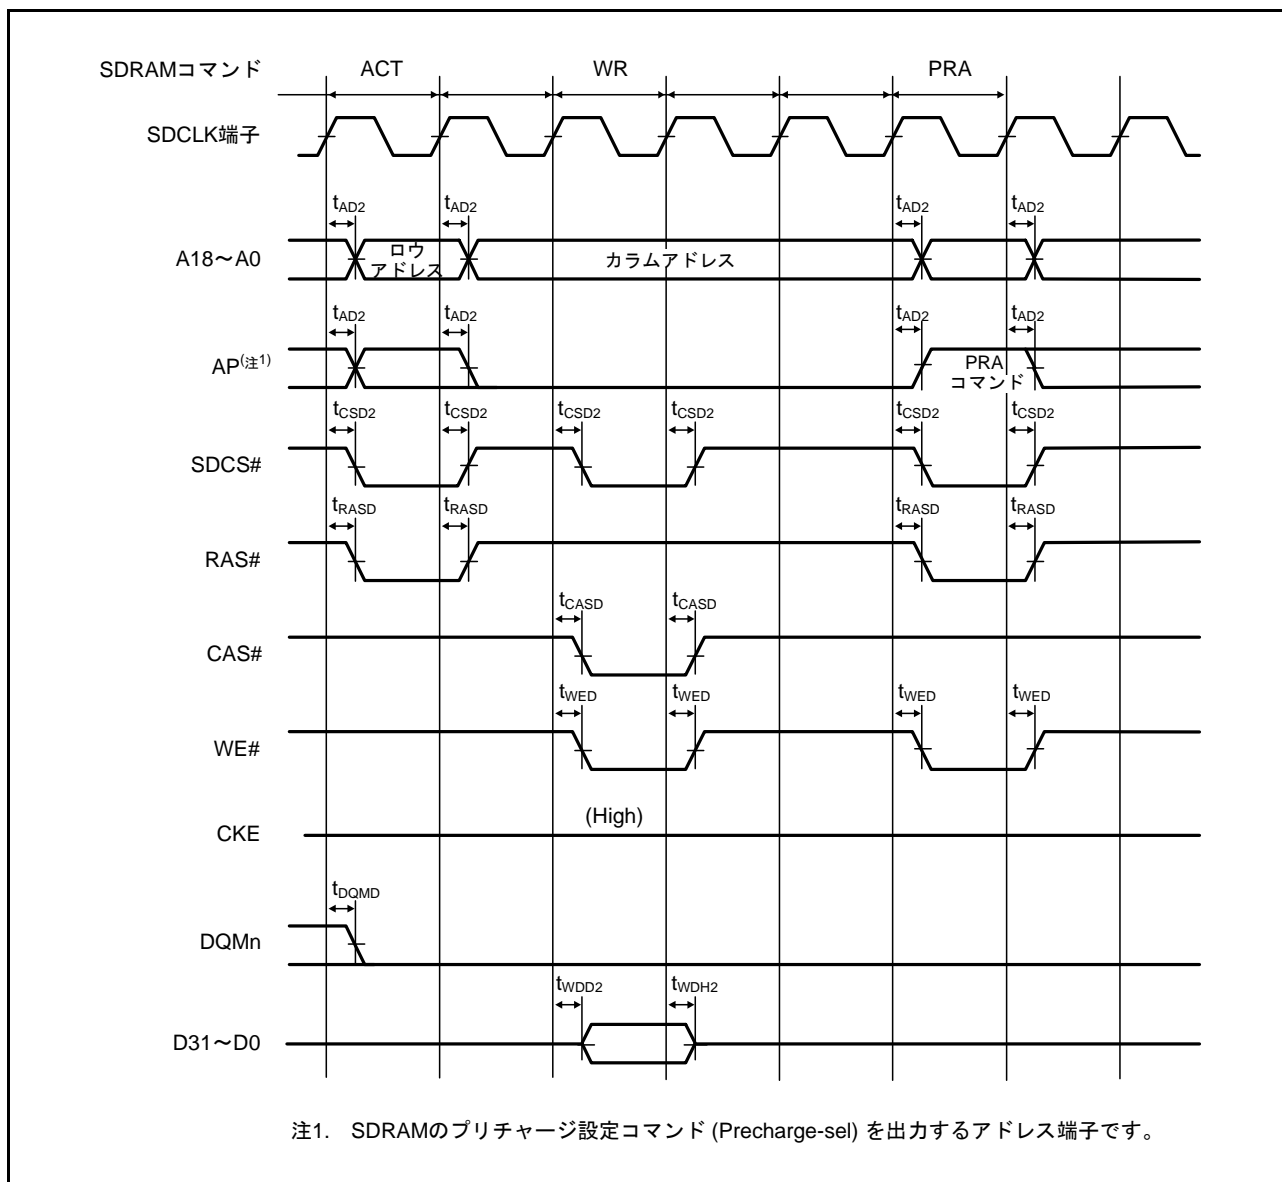 SDRAMコマンド ACT WR PRA
SDCLK端子
tAD2 tAD2 tAD2 tAD2
A18～A0 ロウ アドレス カラムアドレス
tAD2 tAD2 tAD2 tAD2
AP(注1) PRA コマンド
tCSD2 tCSD2 tCSD2 tCSD2 tCSD2 tCSD2
SDCS#
tRASD tRASD tRASD tRASD
RAS#
tCASD tCASD
CAS#
tWED tWED tWED tWED
WE#
(High)
CKE
tDQMD
DQMn
tWDD2 tWDH2
D31～D0
注1. SDRAMのプリチャージ設定コマンド (Precharge-sel) を出力するアドレス端子です。